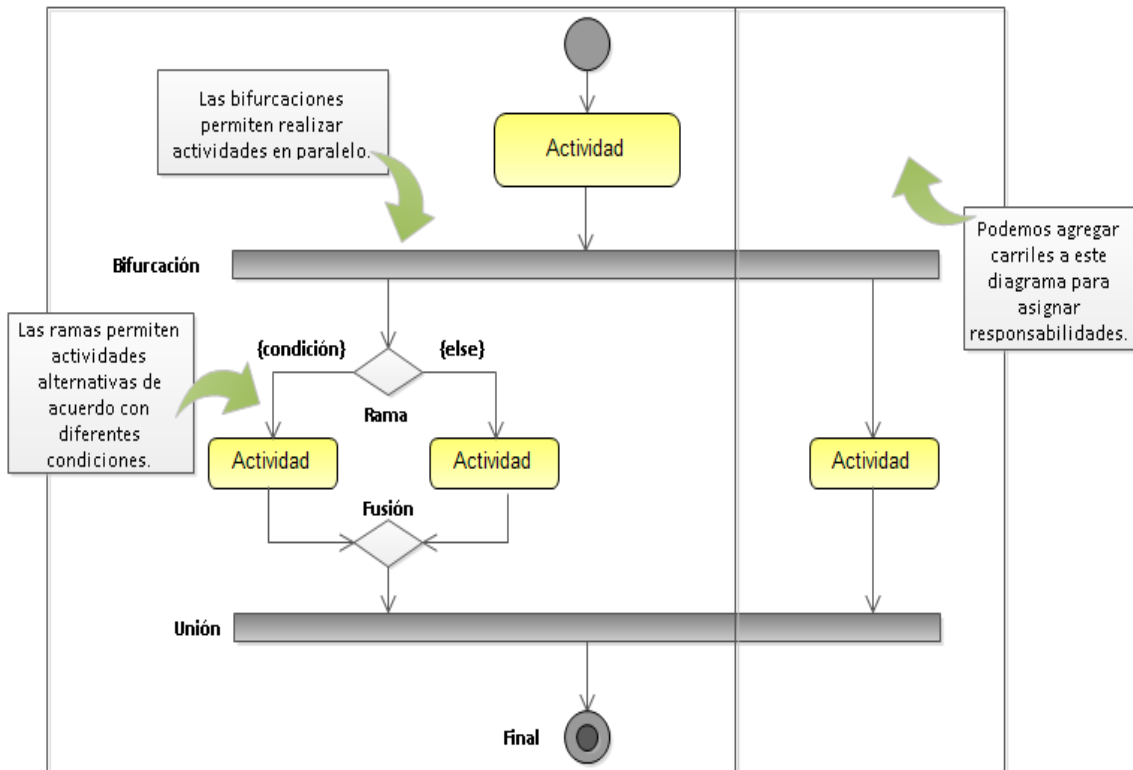 Las bifurcaciones
permiten realizar
actividades en paralelo.
Actividad
Podemos agregar
carriles a este
diagrama para
asignar
responsabilidades.
Bifurcación
Las ramas permiten
actividades
alternativas de
acuerdo con
diferentes
condiciones.
{condición}
{else}
Rama
Actividad
Actividad
Actividad
Fusión
Unión
Final